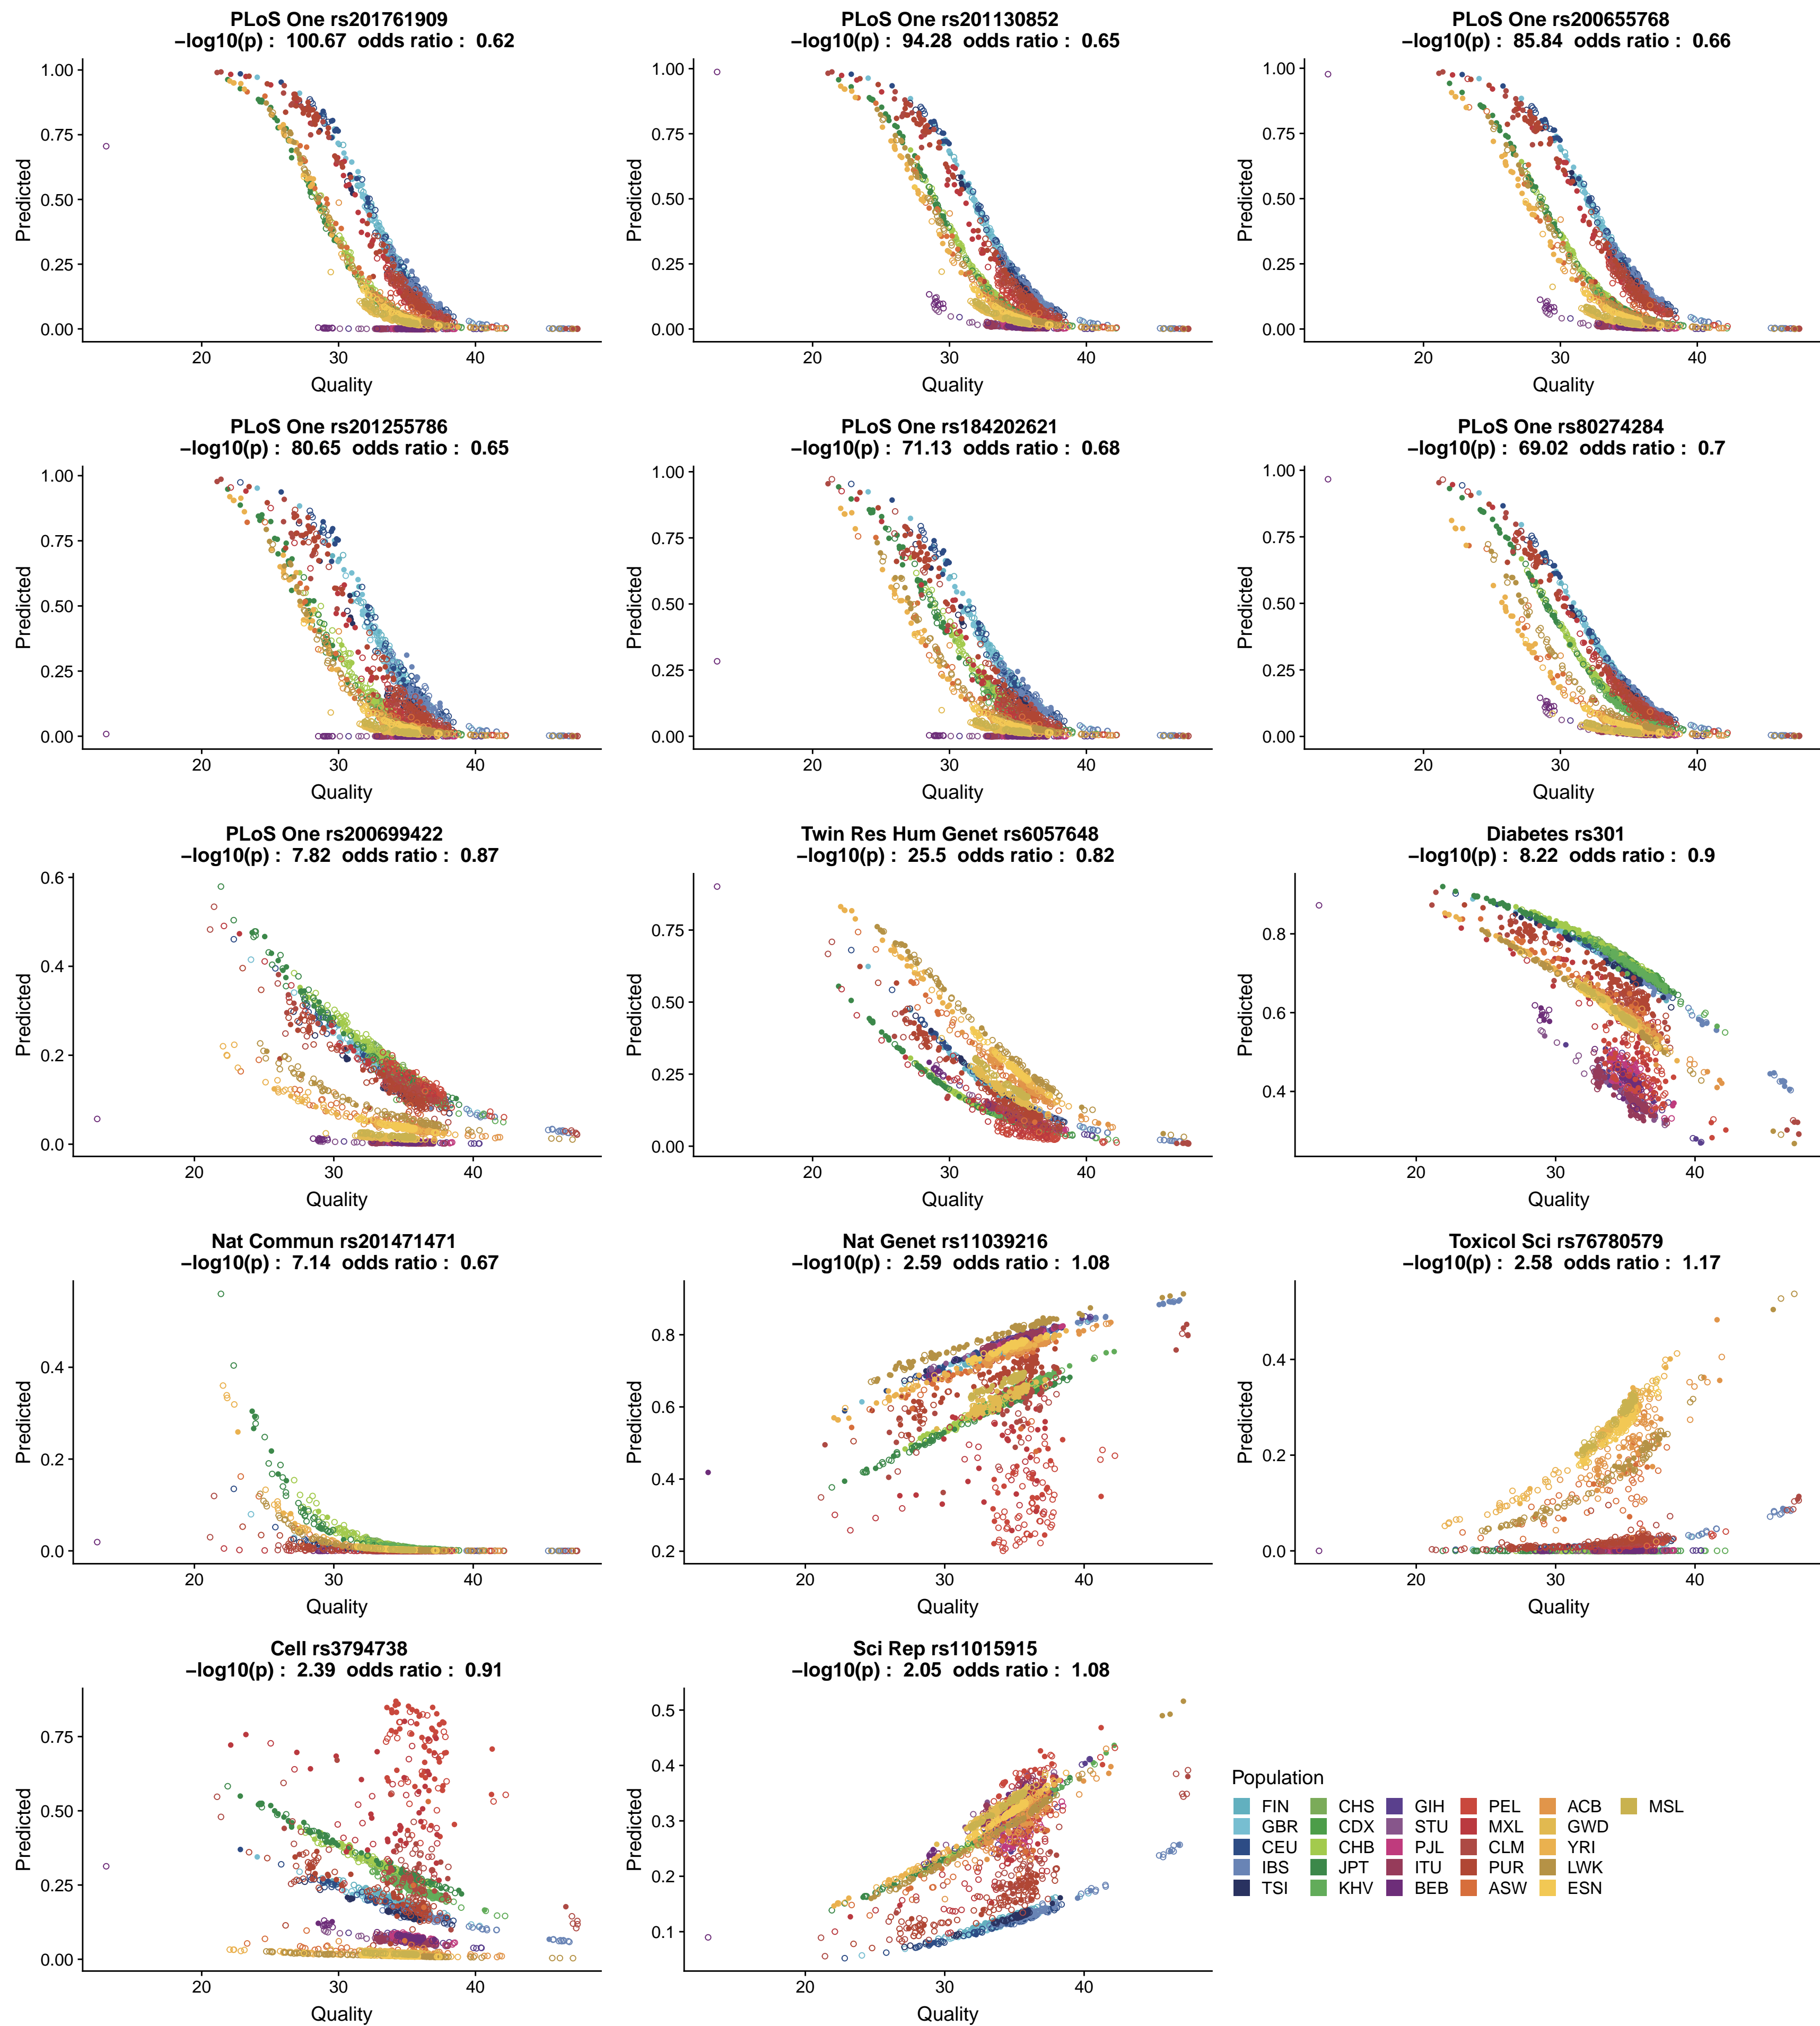 PLoS One rs201761909
−log10(p) : 100.67 odds ratio : 0.62
1.00
0.75
0.50
0.25
0.00
Predicted
20 30 40
Quality
PLoS One rs201130852
−log10(p) : 94.28 odds ratio : 0.65
1.00
0.75
0.50
0.25
0.00
Predicted
20 30 40
Quality
PLoS One rs200655768
−log10(p) : 85.84 odds ratio : 0.66
1.00
0.75
0.50
0.25
0.00
Predicted
20 30 40
Quality
PLoS One rs201255786
−log10(p) : 80.65 odds ratio : 0.65
1.00
0.75
0.50
0.25
0.00
Predicted
20 30 40
Quality
PLoS One rs184202621
−log10(p) : 71.13 odds ratio : 0.68
1.00
0.75
0.50
0.25
0.00
Predicted
20 30 40
Quality
PLoS One rs80274284
−log10(p) : 69.02 odds ratio : 0.7
1.00
0.75
0.50
0.25
0.00
Predicted
20 30 40
Quality
PLoS One rs200699422
−log10(p) : 7.82 odds ratio : 0.87
0.6
0.4
0.2
0.0
Predicted
20 30 40
Quality
Twin Res Hum Genet rs6057648
−log10(p) : 25.5 odds ratio : 0.82
0.75
0.50
0.25
0.00
Predicted
20 30 40
Quality
Diabetes rs301
−log10(p) : 8.22 odds ratio : 0.9
0.8
0.6
0.4
Predicted
20 30 40
Quality
Nat Commun rs201471471
−log10(p) : 7.14 odds ratio : 0.67
0.4
0.2
0.0
Predicted
20 30 40
Quality
Nat Genet rs11039216
−log10(p) : 2.59 odds ratio : 1.08
0.8
0.6
0.4
0.2
Predicted
20 30 40
Quality
Toxicol Sci rs76780579
−log10(p) : 2.58 odds ratio : 1.17
0.4
0.2
0.0
Predicted
20 30 40
Quality
Cell rs3794738
−log10(p) : 2.39 odds ratio : 0.91
0.75
0.50
0.25
0.00
Predicted
20 30 40
Quality
Sci Rep rs11015915
−log10(p) : 2.05 odds ratio : 1.08
0.5
0.4
0.3
0.2
0.1
Predicted
20 30 40
Quality
Population
FIN CHS GIH PEL ACB MSL
GBR CDX STU MXL GWD
CEU CHB PJL CLM YRI
IBS JPT ITU PUR LWK
TSI KHV BEB ASW ESN